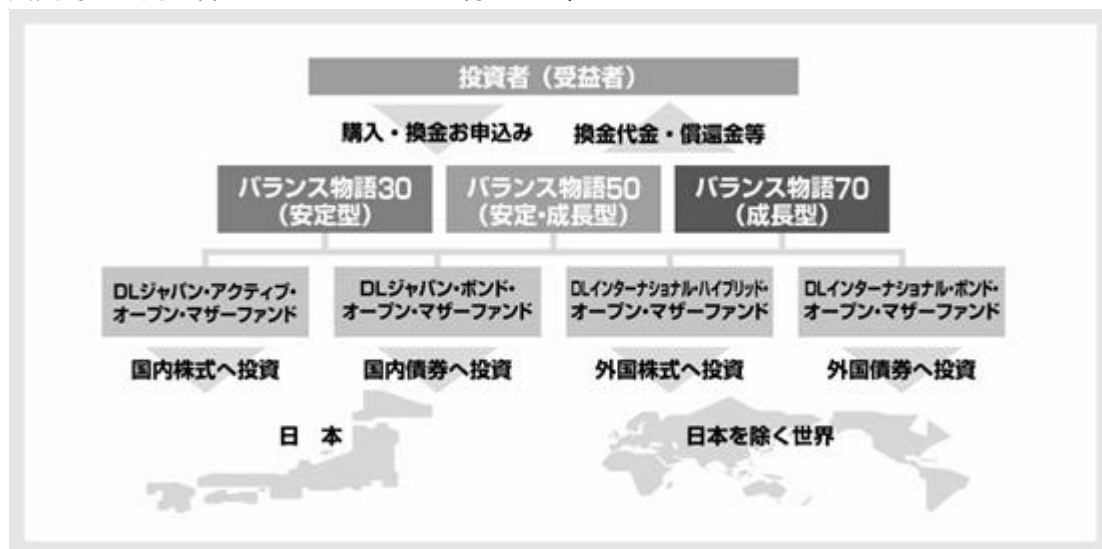 投資者（受益者）
購入・換金お申込み
換金代金・償還金等
バランス物語30
（安定型）
バランス物語50
（安定・成長型）
バランス物語70
（成長型）
DLジャパン・アクティブ・
オープン・マザーファンド
DLジャパン・ボンド・
オープン・マザーファンド
DLインターナショナル・ハイブリッド・
オープン・マザーファンド
DLインターナショナル・ボンド・
オープン・マザーファンド
国内株式へ投資
国内債券へ投資
外国株式へ投資
外国債券へ投資
日 本
日本を除く世界